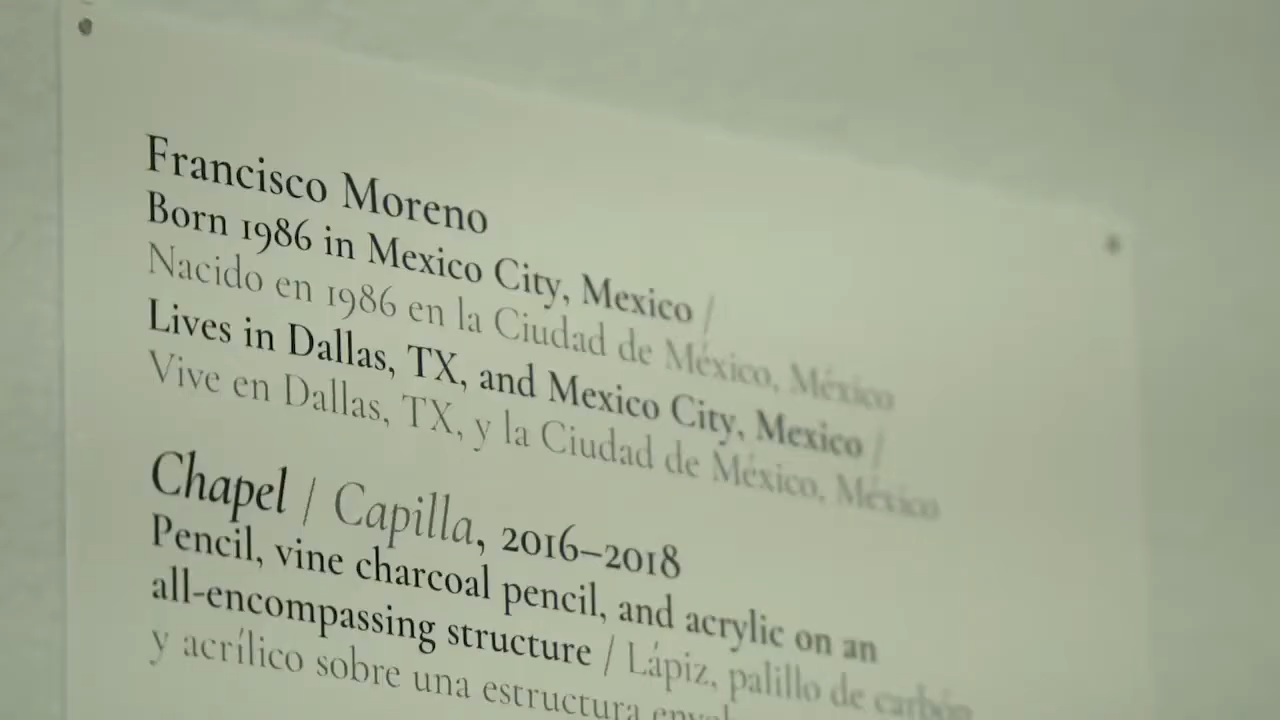 Francisco Moreno
Born 1986 in Mexico City, Mexico /
Nacido en 1986 en la Ciudad de México, México
Lives in Dallas, TX, and Mexico City, Mexico /
Vive en Dallas, TX, y la Ciudad de México, México
Chapel / Capilla, 2016–2018
Pencil, vine charcoal pencil, and acrylic on an
all-encompassing structure / Lápiz, palillo de carbón
y acrílico sobre una estructura